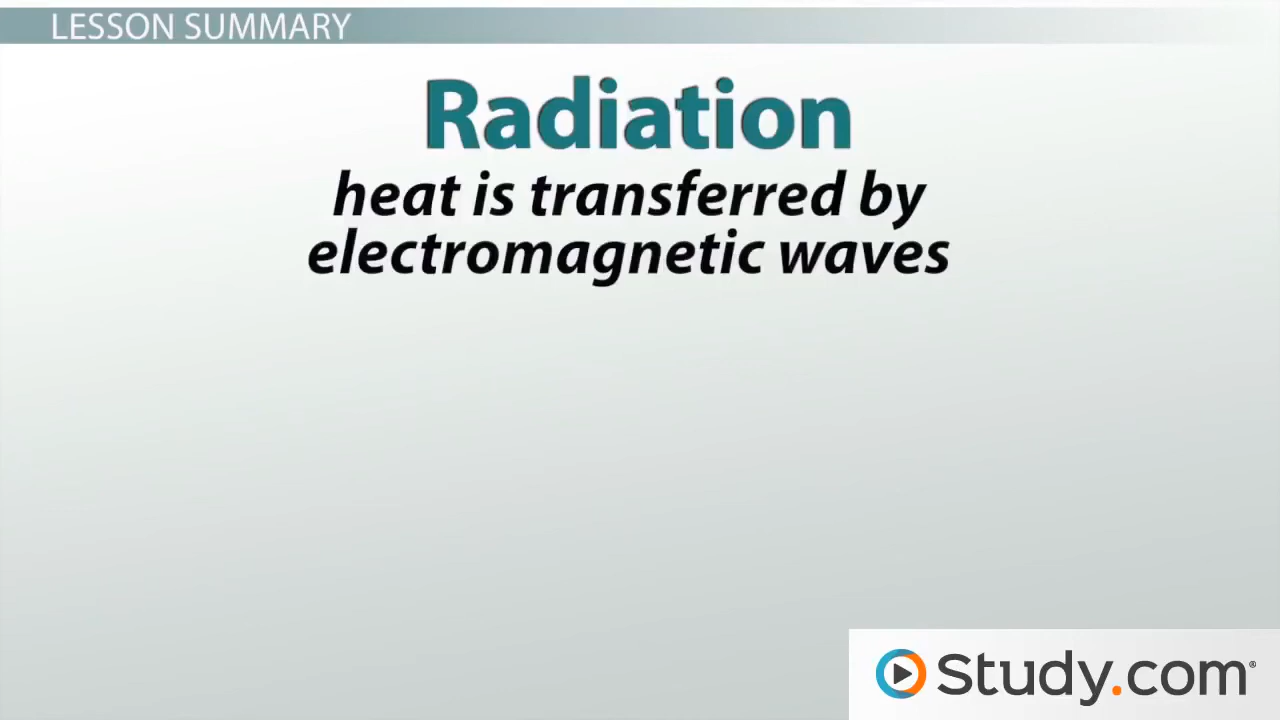 LESSON SUMMARY
Radiation
heat is transferred by
electromagnetic waves
Study.com®